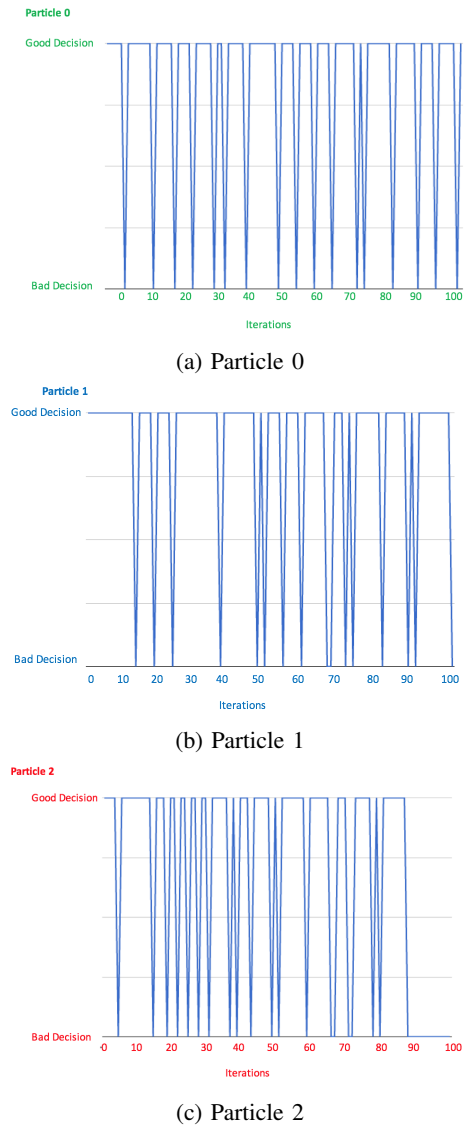 Particle 0
Good Decision
Bad Decision
0 10 20 30 40 50 60 70 80 90 100
Iterations
(a) Particle 0
Particle 1
Good Decision
Bad Decision
0 10 20 30 40 50 60 70 80 90 100
Iterations
(b) Particle 1
Particle 2
Good Decision
Bad Decision
0 10 20 30 40 50 60 70 80 90 100
Iterations
(c) Particle 2